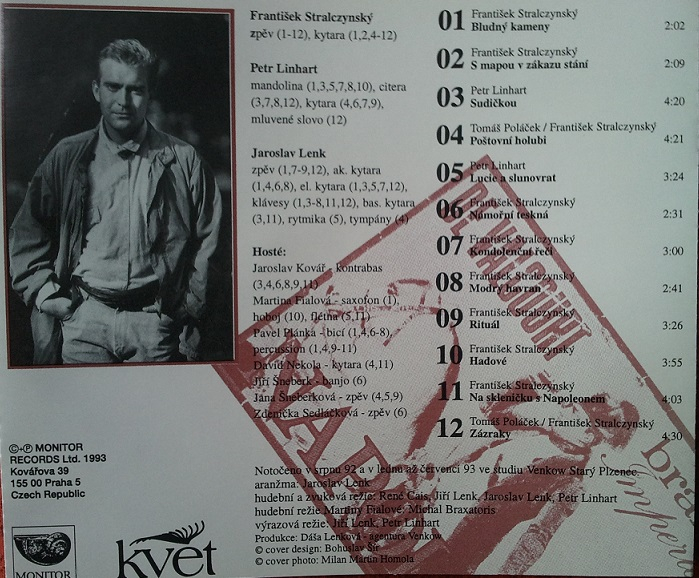 František Stralczynský
zpěv (1-12), kytara (1,2,4-12)
Petr Linhart
mandolina (1,3,5,7,8,10), citera
(3,7,8,12), kytara (4,6,7,9),
mluvené slovo (12)
Jaroslav Lenk
zpěv (1,7-9,12), ak. kytara
(1,4,6,8), el. kytara (1,3,5,7,12),
klávesy (1,3-8,11,12), bas. kytara
(3,11), rytmika (5), tympány (4)
Hosté:
Jaroslav Kovář - kontrabas
(3,4,6,8,9,11)
Martina Fialová - saxofon (1),
hoboj (10), flétna (5,11)
Pavel Plánka - bicí (1,4,6-8),
percussion (1,4,9-11)
David Nekola - kytara (4,11)
Jiří Šneberk - banjo (6)
Jana Šneberková - zpěv (4,5,9)
Zdenička Sedláčková - zpěv (6)
01 František Stralczynský
Bludný kameny 2:02
02 František Stralczynský
S mapou v zákazu stání 2:09
03 Petr Linhart
Sudičkou 4:20
04 Tomáš Poláček / František Stralczynský
Poštovní holubi 4:21
05 Petr Linhart
Lucie a slunovrat 3:24
06 František Stralczynský
Námořní teskná 2:31
07 František Stralczynský
Kondolenční řeči 3:00
08 František Stralczynský
Modrý havran 2:41
09 František Stralczynský
Rituál 3:26
10 František Stralczynský
Hadové 3:55
11 František Stralczynský
Na skleničku s Napoleonem 4:03
12 Tomáš Poláček / František Stralczynský
Zázraky 4:30
©+Ⓟ MONITOR
RECORDS Ltd. 1993
Kovářova 39
155 00 Praha 5
Czech Republic
MONITOR
květ
Notočeno v srpnu 92 a v lednu až červenci 93 ve studiu Venkow Starý Plzenec
aranžma: Jaroslav Lenk
hudební a zvuková režie: René Cais, Jiří Lenk, Jaroslav Lenk, Petr Linhart
hudební režie Martiny Fialové: Michal Braxatoris
výrazová režie: Jiří Lenk, Petr Linhart
Produkce: Dáša Lenková - agentura Venkow
© cover design: Bohuslav Šír
© cover photo: Milan Martin Homola